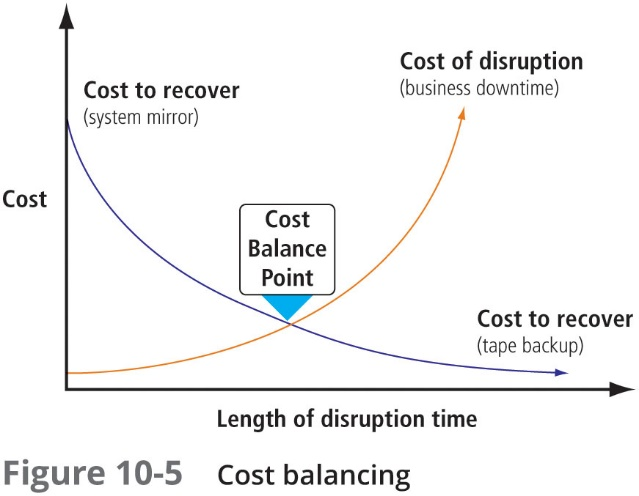 Cost to recover
(system mirror)
Cost of disruption
(business downtime)
Cost
Cost
Balance
Point
Cost to recover
(tape backup)
Length of disruption time
Figure 10-5 Cost balancing